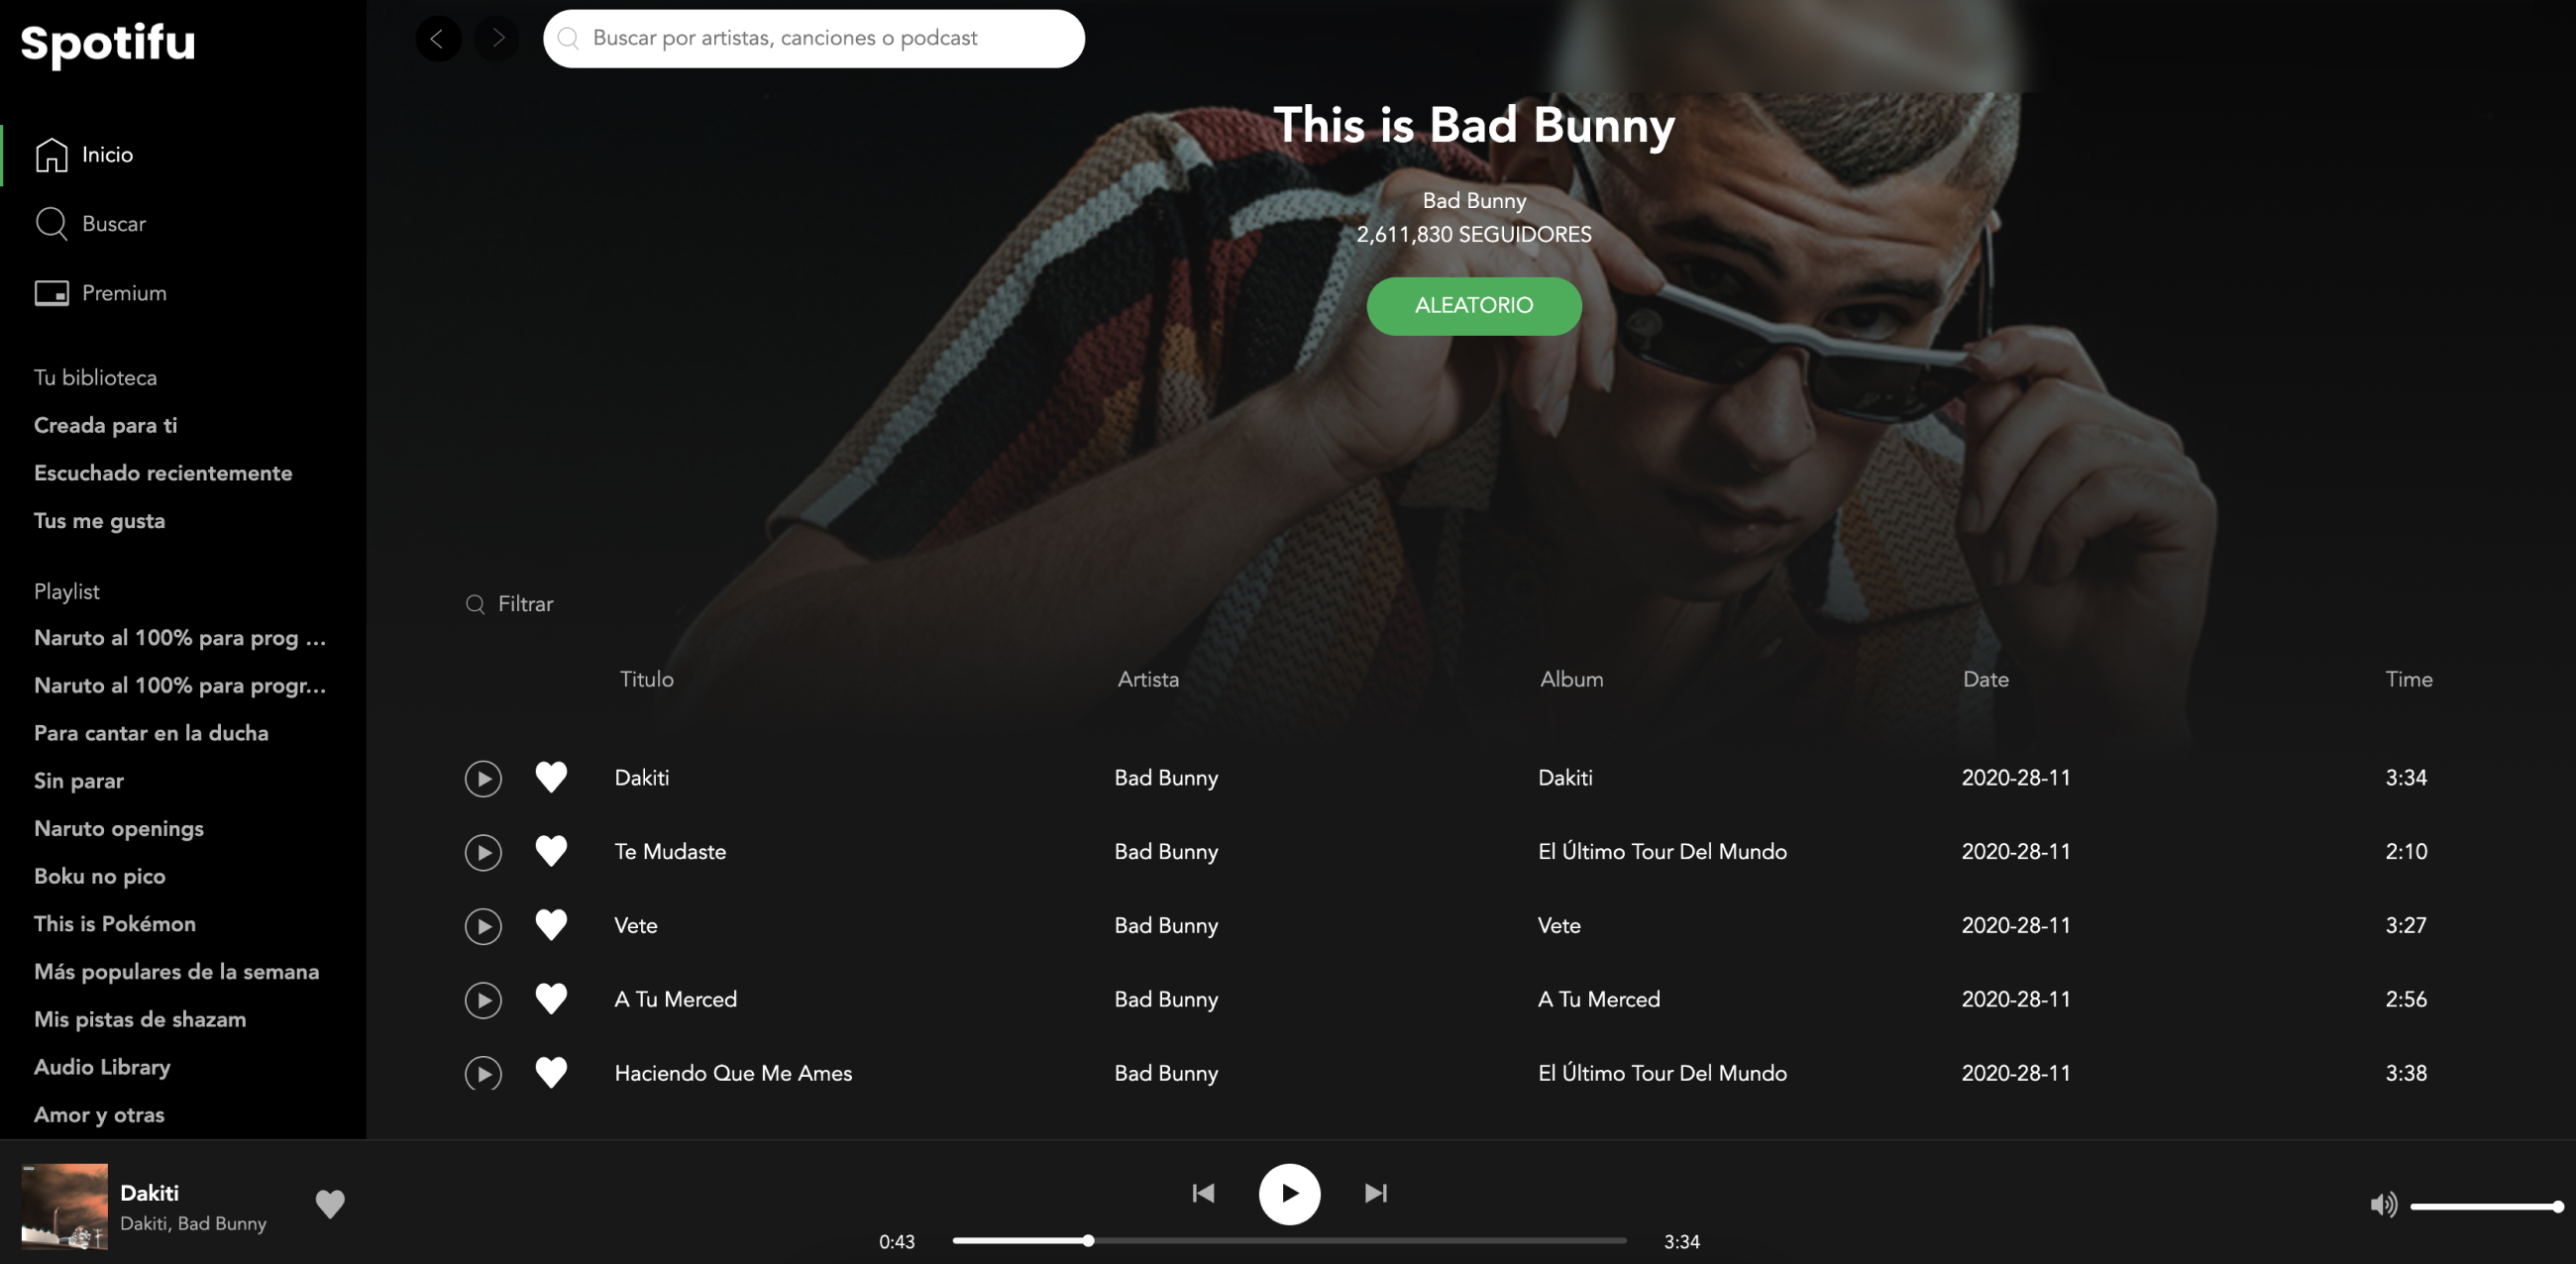 Spotifu
Buscar por artistas, canciones o podcast
Inicio
Buscar
Premium
Tu biblioteca
Creada para ti
Escuchado recientemente
Tus me gusta
Playlist
Naruto al 100% para prog ...
Naruto al 100% para progr...
Para cantar en la ducha
Sin parar
Naruto openings
Boku no pico
This is Pokémon
Más populares de la semana
Mis pistas de shazam
Audio Library
Amor y otras
This is Bad Bunny
Bad Bunny
2,611,830 SEGUIDORES
ALEATORIO
Filtrar
Titulo Artista Album Date Time
Dakiti Bad Bunny Dakiti 2020-28-11 3:34
Te Mudaste Bad Bunny El Último Tour Del Mundo 2020-28-11 2:10
Vete Bad Bunny Vete 2020-28-11 3:27
A Tu Merced Bad Bunny A Tu Merced 2020-28-11 2:56
Haciendo Que Me Ames Bad Bunny El Último Tour Del Mundo 2020-28-11 3:38
Dakiti
Dakiti, Bad Bunny
0:43 3:34